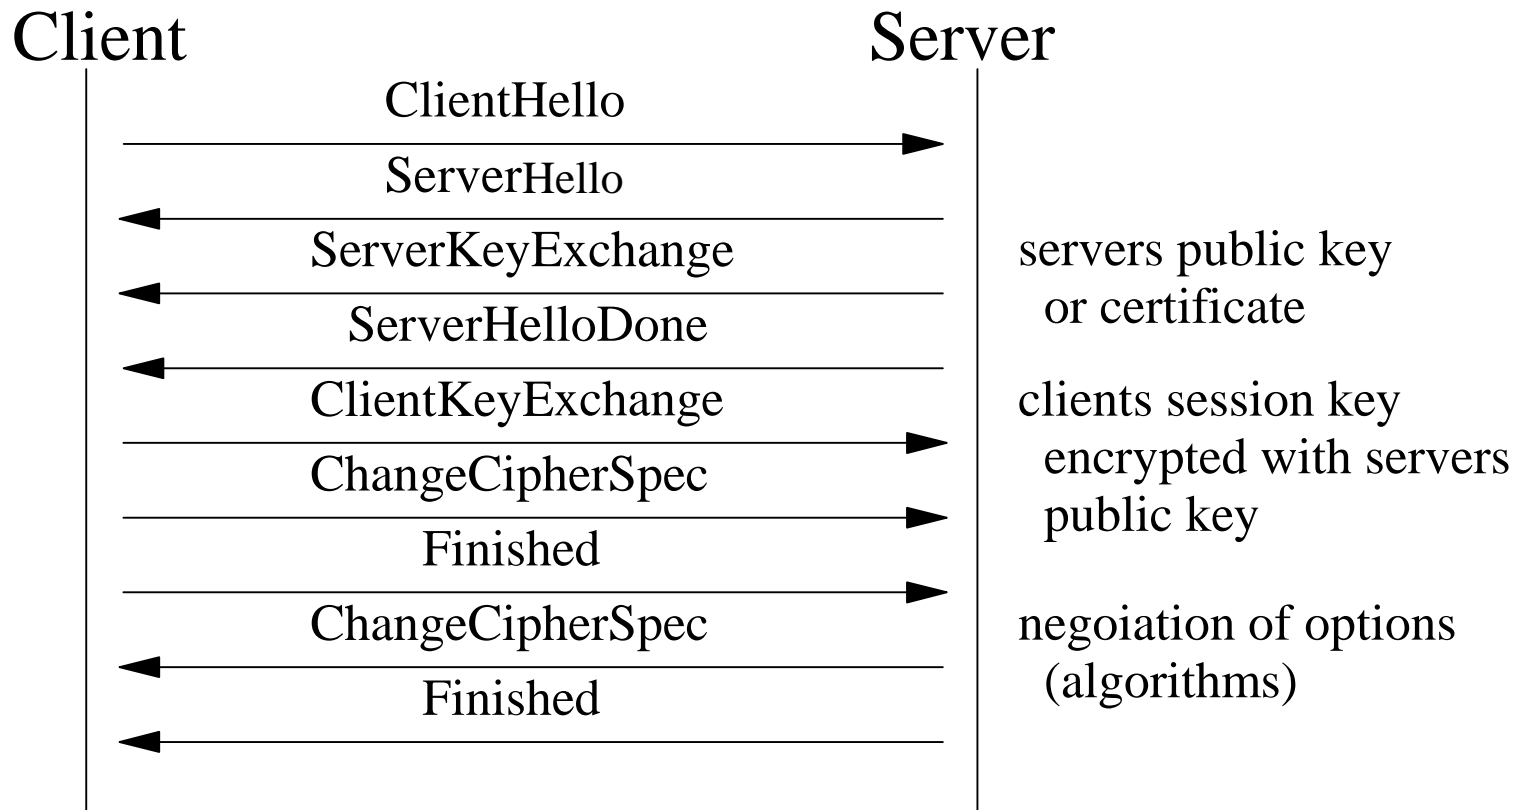 Client Server
ClientHello
ServerHello
ServerKeyExchange servers public key
or certificate
ServerHelloDone
ClientKeyExchange clients session key
encrypted with servers
ChangeCipherSpec
public key
Finished
ChangeCipherSpec negoiation of options
(algorithms)
Finished